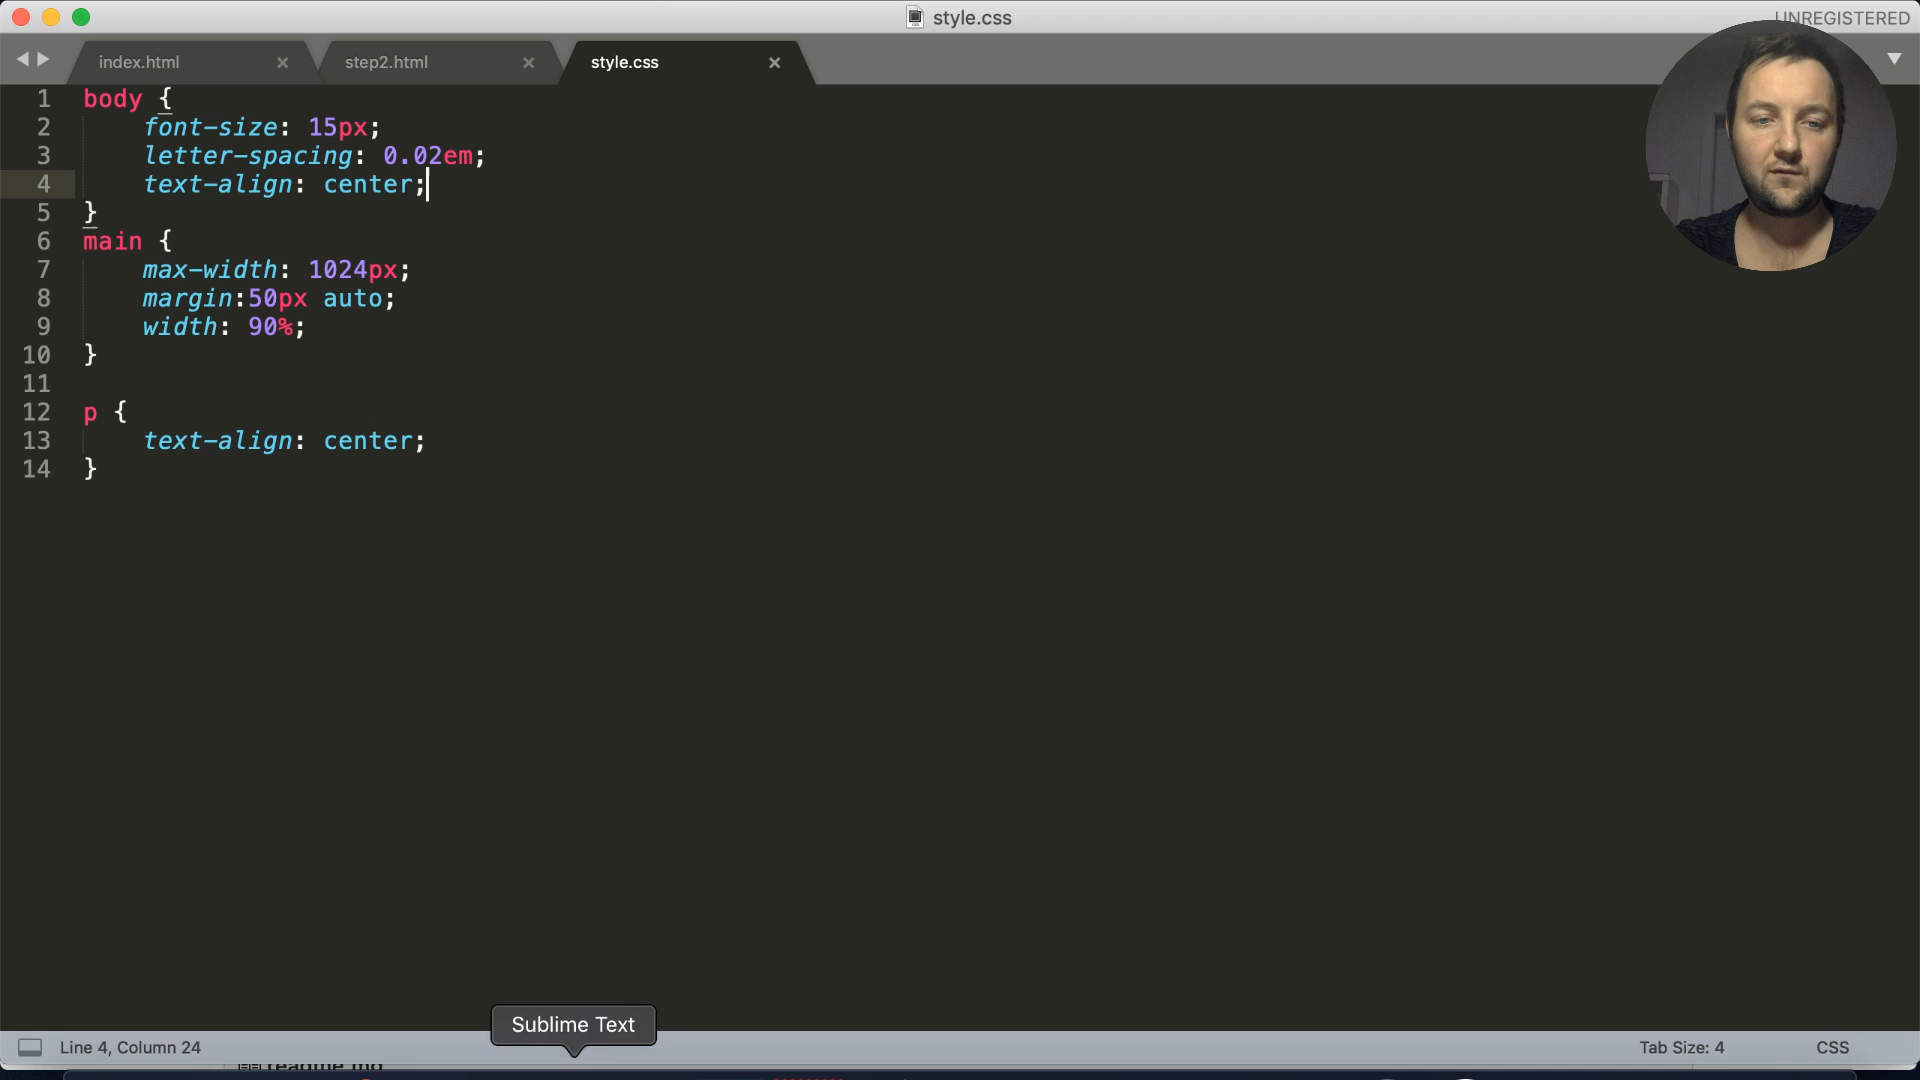 style.css
UNREGISTERED
index.html × step2.html × style.css ×
1 body {
2 font-size: 15px;
3 letter-spacing: 0.02em;
4 text-align: center;
5 }
6 main {
7 max-width: 1024px;
8 margin:50px auto;
9 width: 90%;
10 }
11
12 p {
13 text-align: center;
14 }
Sublime Text
Line 4, Column 24
Tab Size: 4
CSS
readme.md